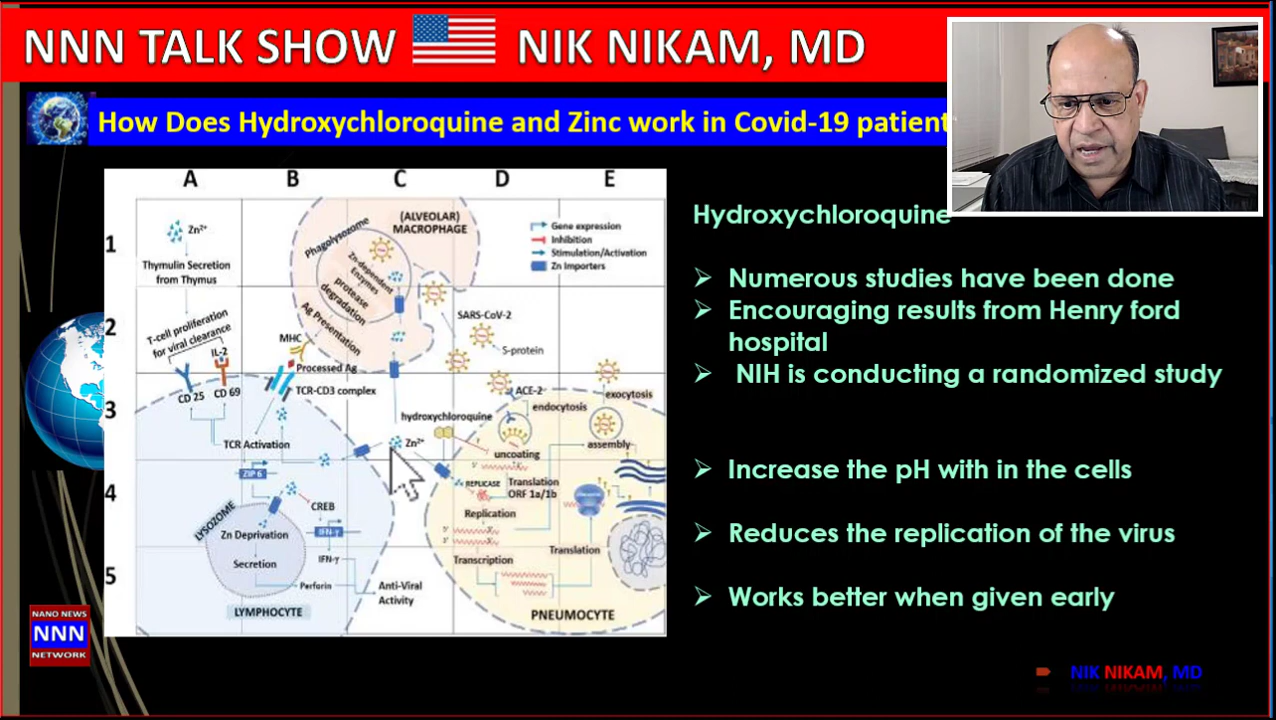 NNN TALK SHOW NIK NIKAM, MD
How Does Hydroxychloroquine and Zinc work in Covid-19 patient
A B C D E
1
2
3
4
5
Zn²⁺
Thymulin Secretion
from Thymus
T-cell proliferation
for viral clearance
IL-2
CD 25 CD 69
(ALVEOLAR)
MACROPHAGE
Phagolysozome
Zn-dependent
Enzymes
protease
degradation
Ag Presentation
MHC
Processed Ag
TCR-CD3 complex
Gene expression
Inhibition
Stimulation/Activation
Zn Importers
SARS-CoV-2
S-protein
ACE-2
endocytosis
exocytosis
hydroxychloroquine
Zn²⁺
uncoating
assembly
TCR Activation
ZIP 6
CREB
IFN-γ
IFN-γ
LYSOZOME
Zn Deprivation
Secretion
Perforin
Anti-Viral
Activity
LYMPHOCYTE
REPLICASE
Translation
ORF 1a/1b
Replication
5' 3'
5' 3'
Transcription
Translation
PNEUMOCYTE
Hydroxychloroquine
Numerous studies have been done
Encouraging results from Henry ford
hospital
NIH is conducting a randomized study
Increase the pH with in the cells
Reduces the replication of the virus
Works better when given early
NANO NEWS
NNN
NETWORK
NIK NIKAM, MD